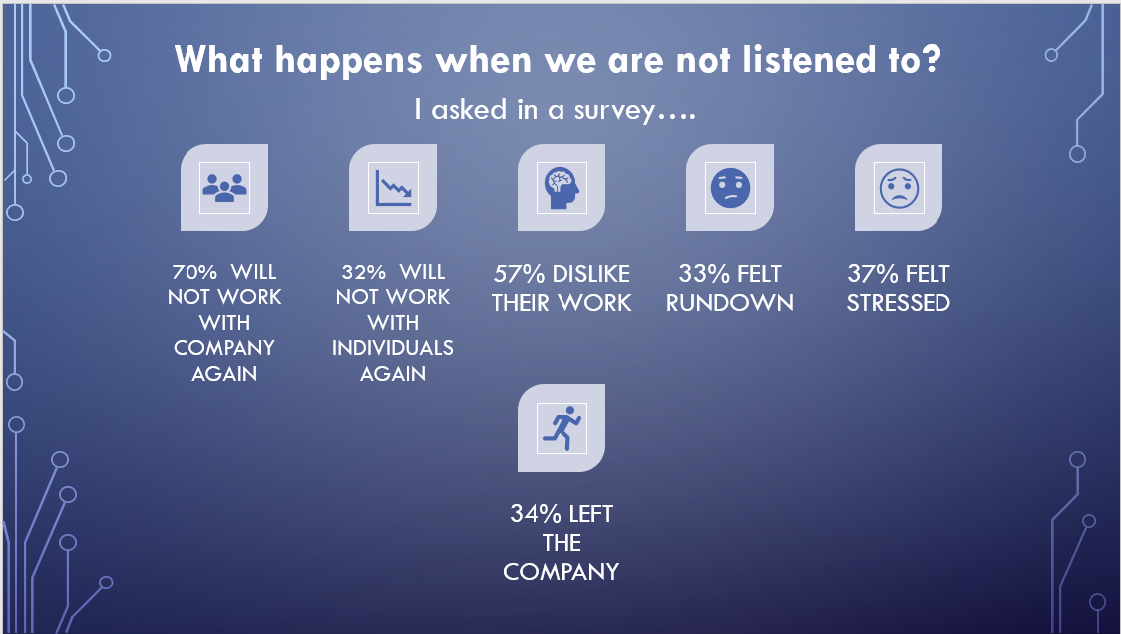 What happens when we are not listened to?
I asked in a survey....
70% WILL
NOT WORK
WITH
COMPANY
AGAIN
32% WILL
NOT WORK
WITH
INDIVIDUALS
AGAIN
57% DISLIKE
THEIR WORK
33% FELT
RUNDOWN
37% FELT
STRESSED
34% LEFT
THE
COMPANY